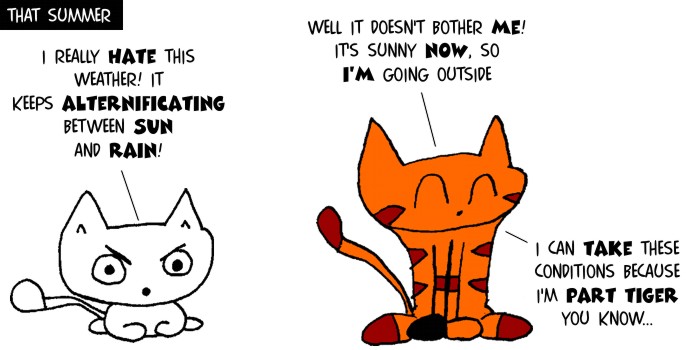 THAT SUMMER
I REALLY HATE THIS
WEATHER! IT
KEEPS ALTERNIFICATING
BETWEEN SUN
AND RAIN!
WELL IT DOESN'T BOTHER ME!
IT'S SUNNY NOW, SO
I'M GOING OUTSIDE
I CAN TAKE THESE
CONDITIONS BECAUSE
I'M PART TIGER
YOU KNOW...